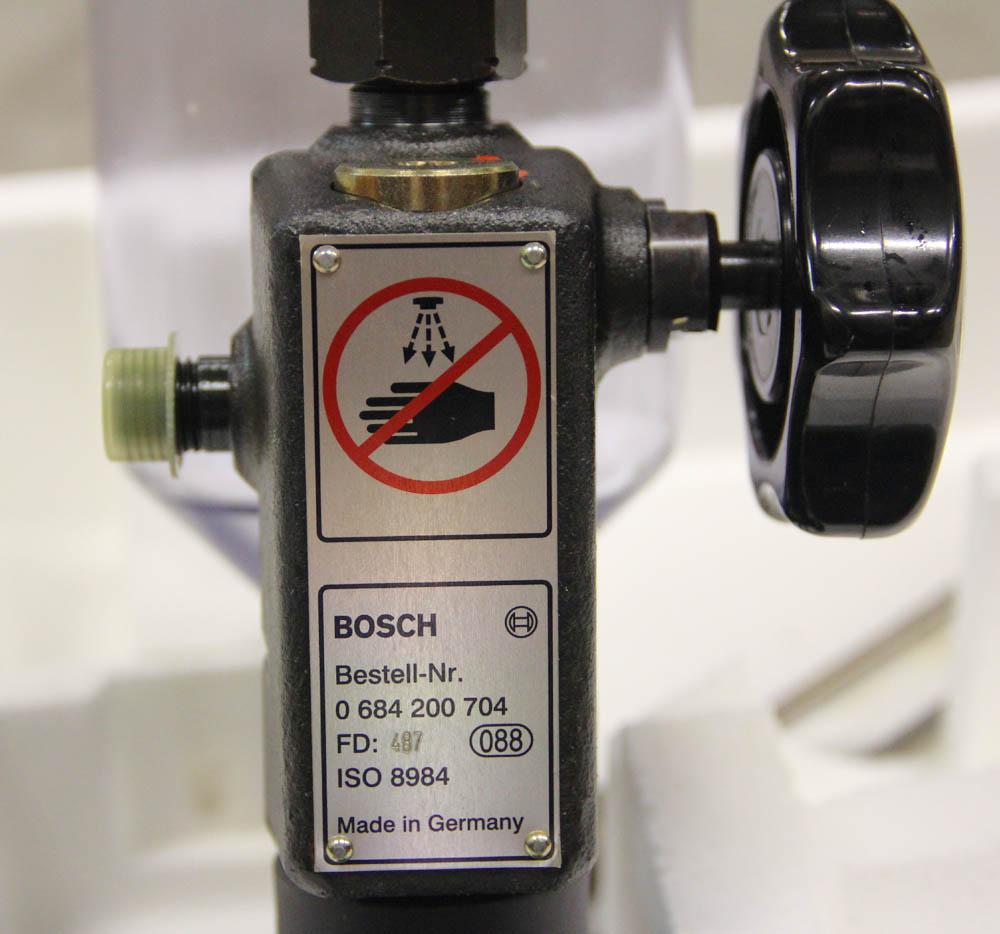 BOSCH
Bestell-Nr.
0 684 200 704
FD: 487 088
ISO 8984
Made in Germany